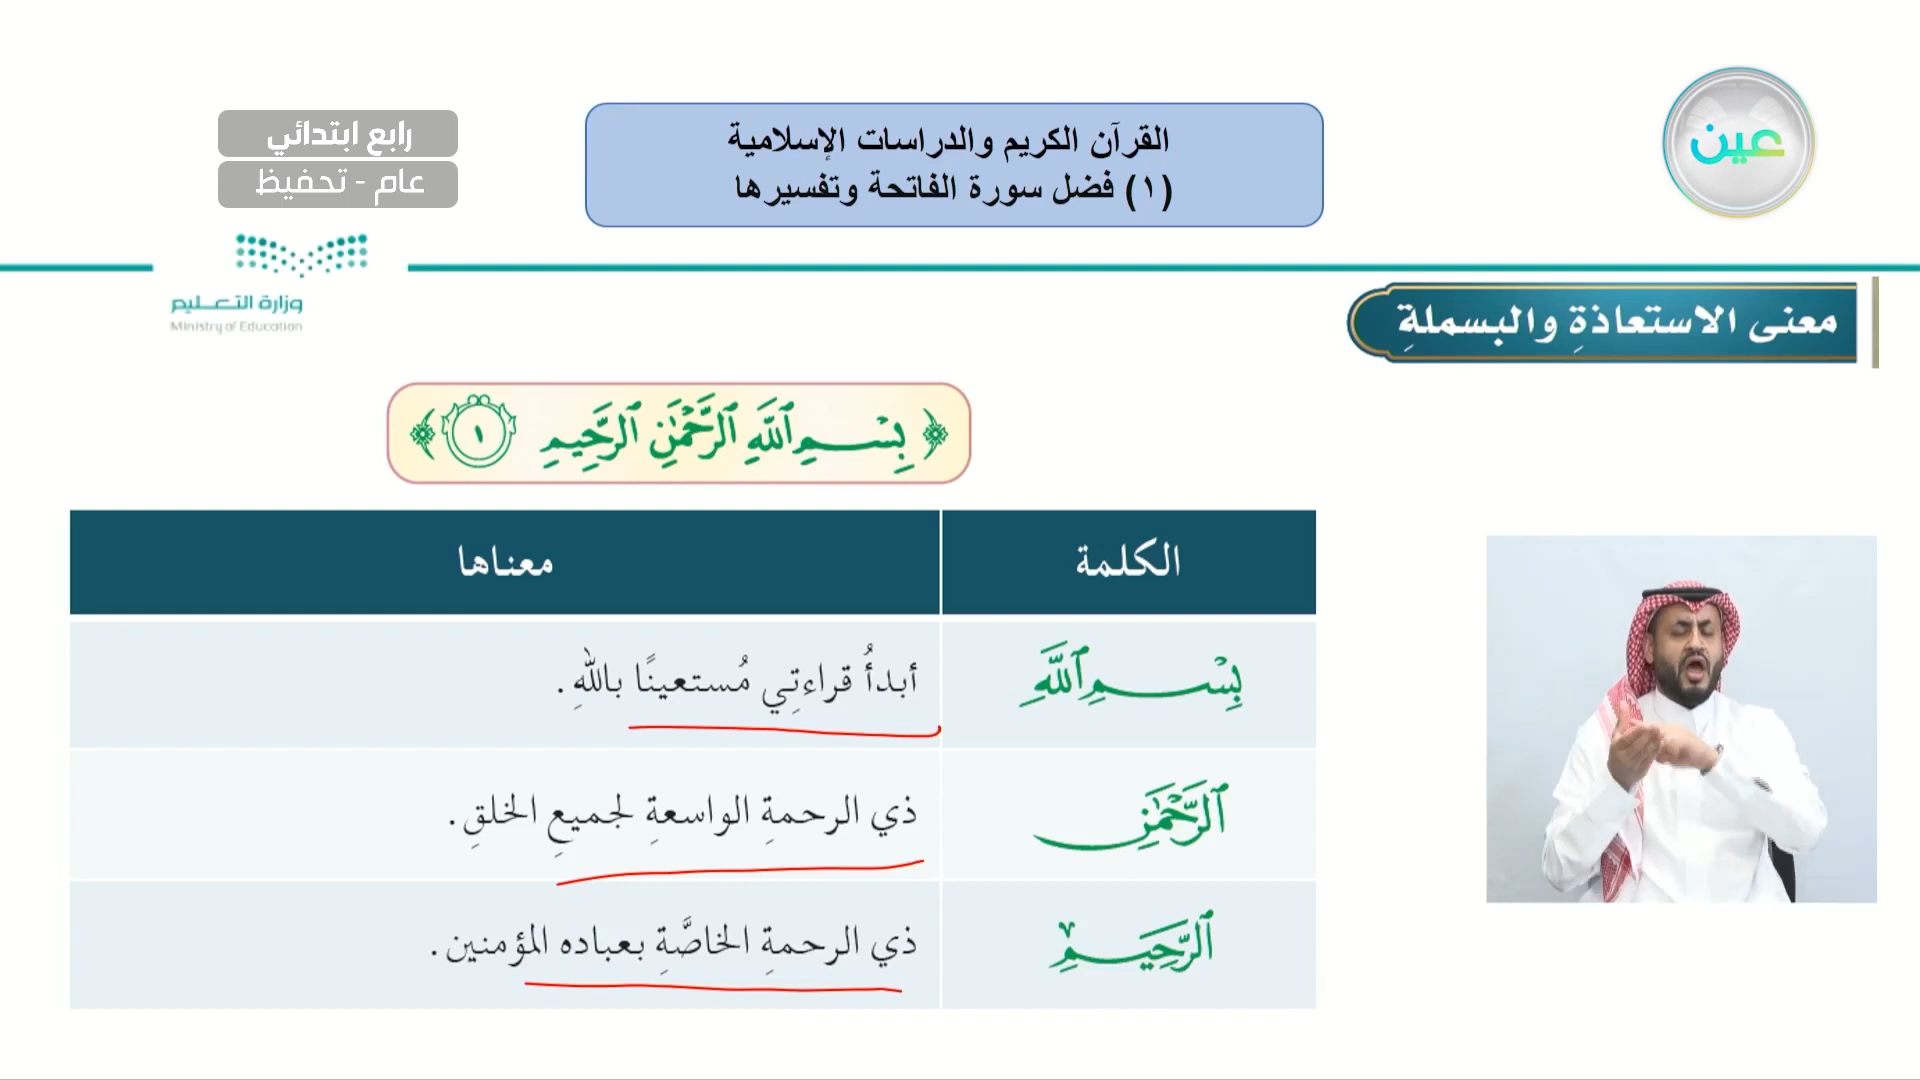 عين
القرآن الكريم والدراسات الإسلامية
(١) فضل سورة الفاتحة وتفسيرها
رابع ابتدائي
عام - تحفيظ
وزارة التعليم
Ministry of Education
معنى الاستعاذةِ والبسملةِ
﴿ بِسْمِ ٱللَّهِ ٱلرَّحْمَٰنِ ٱلرَّحِيمِ ١ ﴾
الكلمة معناها
بِسْمِ ٱللَّهِ أبدأُ قراءتِي مُستعينًا باللهِ.
ٱلرَّحْمَٰنِ ذي الرحمةِ الواسعةِ لجميعِ الخلقِ.
ٱلرَّحِيمِ ذي الرحمةِ الخاصَّةِ بعباده المؤمنين.